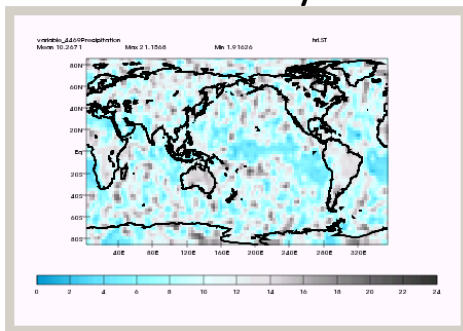 variable_4469Precipitation hrLST
Mean 10.2671 Max 21.1868 Min 1.91626
80N
60N
40N
20N
Eq
20S
40S
60S
80S
40E 80E 120E 160E 200E 240E 280E 320E
0 2 4 6 8 10 12 14 16 18 20 22 24